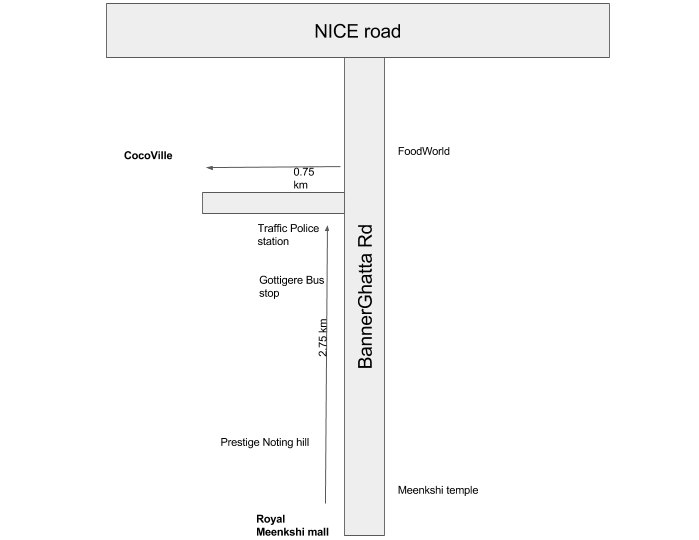 NICE road
FoodWorld
CocoVille
0.75
km
Traffic Police
station
BannerGhatta Rd
Gottigere Bus
stop
2.75 km
Prestige Noting hill
Meenkshi temple
Royal
Meenkshi mall